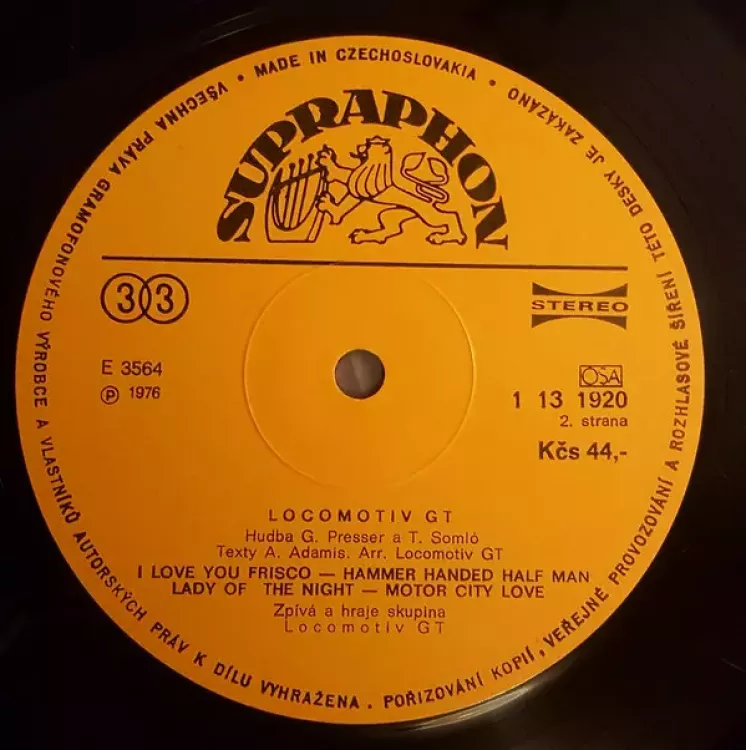 VŠECHNA PRÁVA GRAMOFONOVÉHO VÝROBCE A VLASTNÍKŮ AUTORSKÝCH PRÁV K DÍLU VYHRAŽENA . POŘIZOVÁNÍ KOPIÍ, VEŘEJNÉ PROVOZOVÁNÍ A ROZHLASOVÉ ŠÍŘENÍ TÉTO DESKY JE ZAKÁZÁNO
• MADE IN CZECHOSLOVAKIA •
SUPRAPHON
33
STEREO
E 3564
℗ 1976
OSA
1 13 1920
2. strana
Kčs 44,-
LOCOMOTIV GT
Hudba G. Presser a T. Somló
Texty A. Adamis. Arr. Locomotiv GT
I LOVE YOU FRISCO — HAMMER HANDED HALF MAN
LADY OF THE NIGHT — MOTOR CITY LOVE
Zpívá a hraje skupina
Locomotiv GT